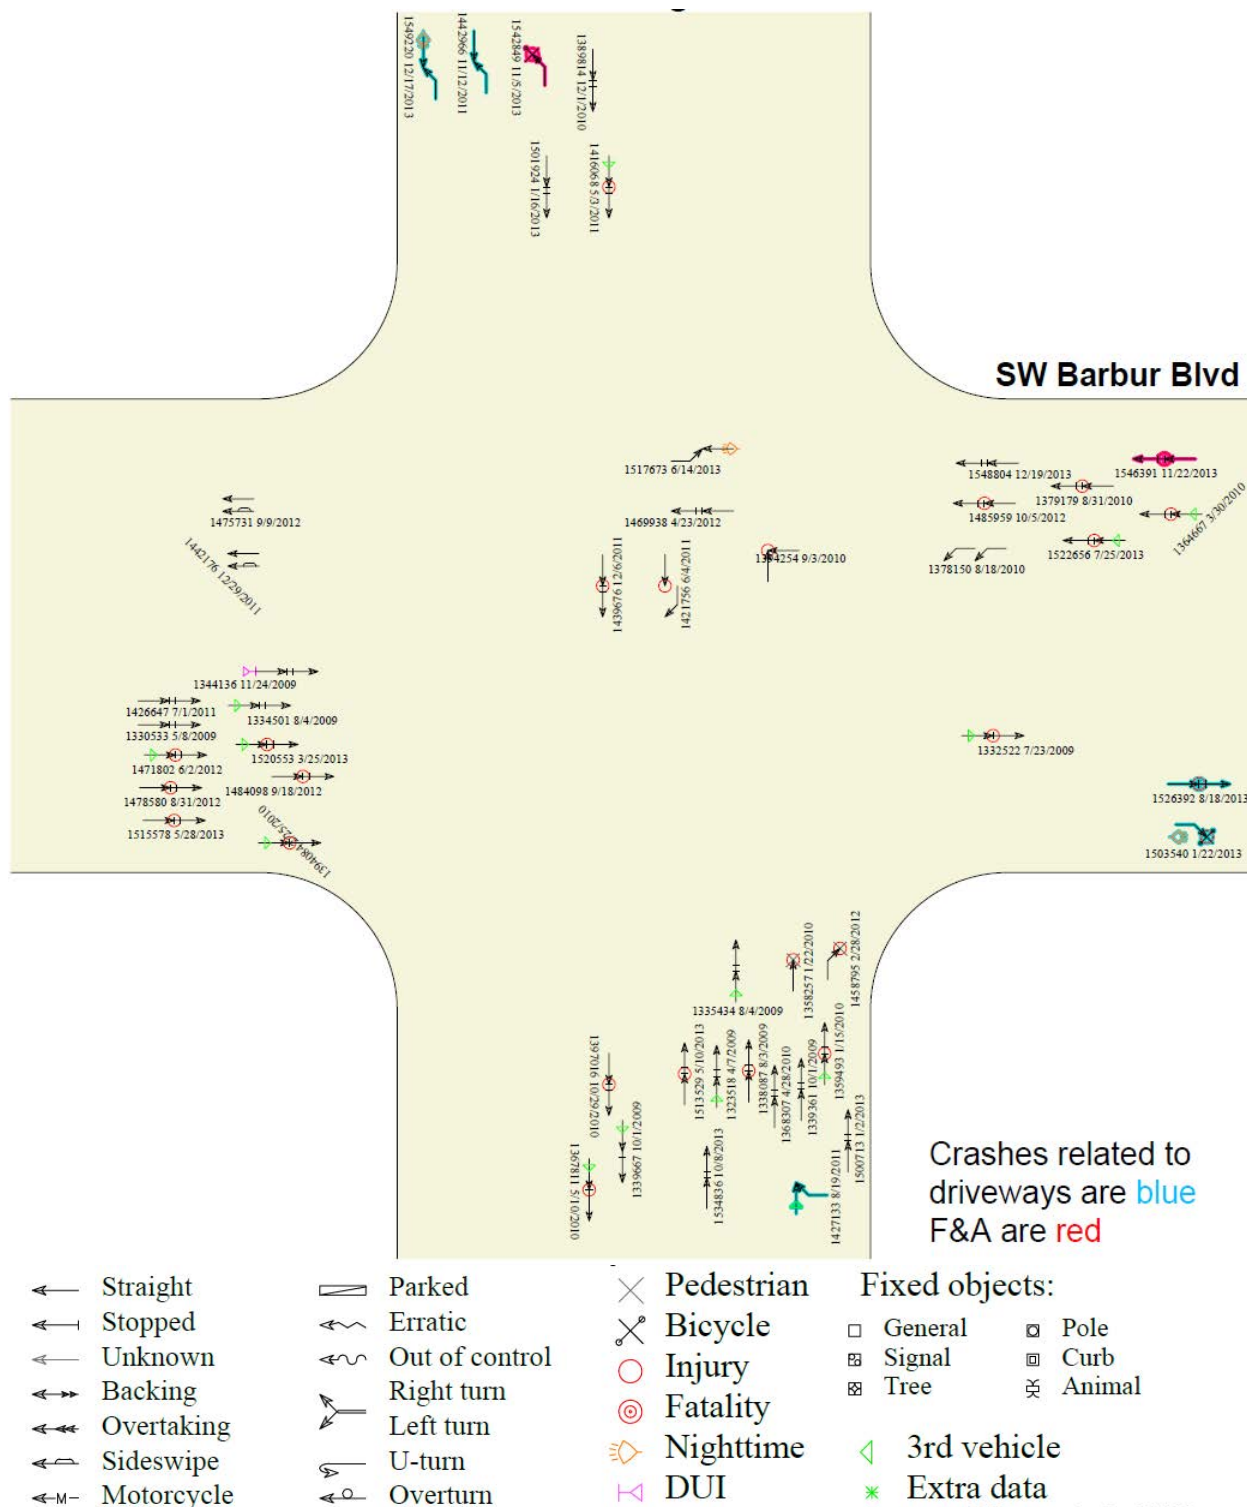 1549220 12/17/2013
1442966 11/12/2011
1542849 11/5/2013
1389814 12/1/2010
1501924 1/16/2013
1416068 5/3/2011
SW Barbur Blvd
1517673 6/14/2013
1548804 12/19/2013
1546391 11/22/2013
1475731 9/9/2012
1379179 8/31/2010
1469938 4/23/2012
1485959 10/5/2012
1364667 3/30/2010
1442176 12/29/2011
1439676 12/6/2011
1421756 6/4/2011
9/3/2010
1522656 7/25/2013
1378150 8/18/2010
1344136 11/24/2009
1426647 7/1/2011
1334501 8/4/2009
1330533 5/8/2009
1520553 3/25/2013
1332522 7/23/2009
1471802 6/2/2012
1484098 9/18/2012
1478580 8/31/2012
1526392 8/18/2013
1515578 5/28/2013
1394084
1503540 1/22/2013
1335434 8/4/2009
1358257 1/22/2010
1458795 2/28/2012
1397016 10/29/2010
1513529 5/10/2013
1323518 4/7/2009
1338087 8/3/2009
1368307 4/28/2010
1339361 10/1/2009
1359493 1/15/2010
1367811 5/10/2010
1339667 10/1/2009
1534836 10/8/2013
1427133 8/19/2011
1500713 1/2/2013
Crashes related to
driveways are blue
F&A are red
Straight
Stopped
Unknown
Backing
Overtaking
Sideswipe
Motorcycle
Parked
Erratic
Out of control
Right turn
Left turn
U-turn
Overturn
Pedestrian
Bicycle
Injury
Fatality
Nighttime
DUI
Fixed objects:
General
Signal
Tree
Pole
Curb
Animal
3rd vehicle
Extra data